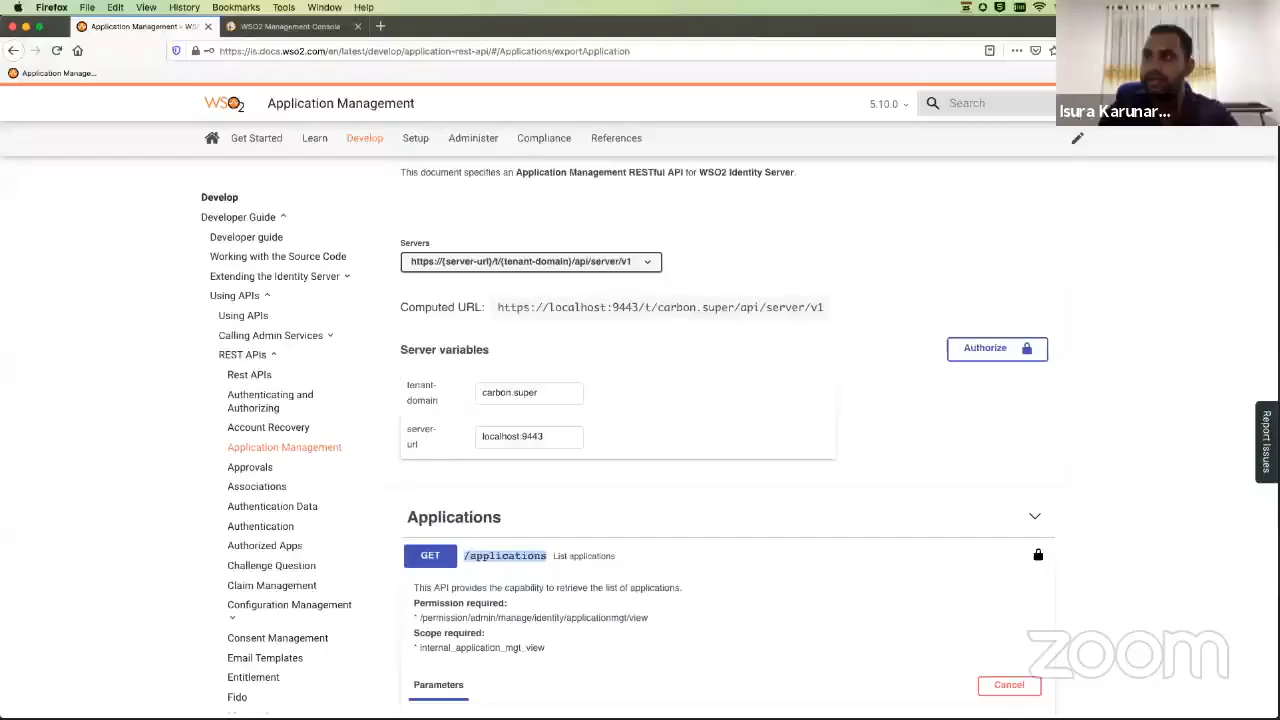 Firefox File Edit View History Bookmarks Tools Window Help
Application Management - WS
WSO2 Management Console
https://is.docs.wso2.com/en/latest/develop/application-rest-api/#/Applications/exportApplication
Application Manage...
Isura Karunar...
WSO2
Application Management
5.10.0
Search
Get Started Learn Develop Setup Administer Compliance References
This document specifies an Application Management RESTful API for WSO2 Identity Server.
Develop
Developer Guide
Developer guide
Working with the Source Code
Extending the Identity Server
Using APIs
Using APIs
Calling Admin Services
REST APIs
Rest APIs
Authenticating and
Authorizing
Account Recovery
Application Management
Approvals
Associations
Authentication Data
Authentication
Authorized Apps
Challenge Question
Claim Management
Configuration Management
Consent Management
Email Templates
Entitlement
Fido
Servers
https://{server-url}/t/{tenant-domain}/api/server/v1
Computed URL: https://localhost:9443/t/carbon.super/api/server/v1
Server variables
Authorize
tenant-
domain
carbon.super
server-
url
localhost:9443
Applications
GET /applications List applications
This API provides the capability to retrieve the list of applications.
Permission required:
* /permission/admin/manage/identity/applicationmgt/view
Scope required:
* internal_application_mgt_view
Parameters
Cancel
Report Issues
zoom